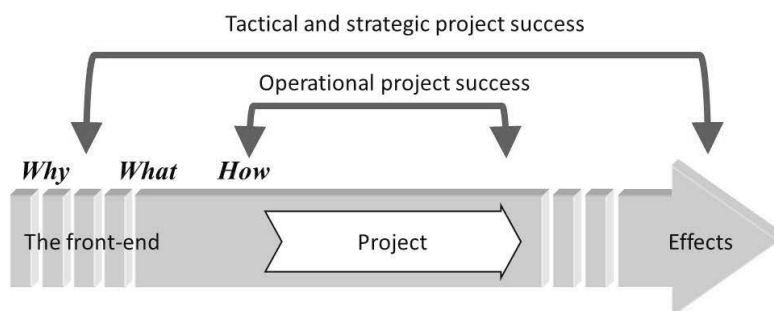 Tactical and strategic project success
Operational project success
Why What How
The front-end Project Effects